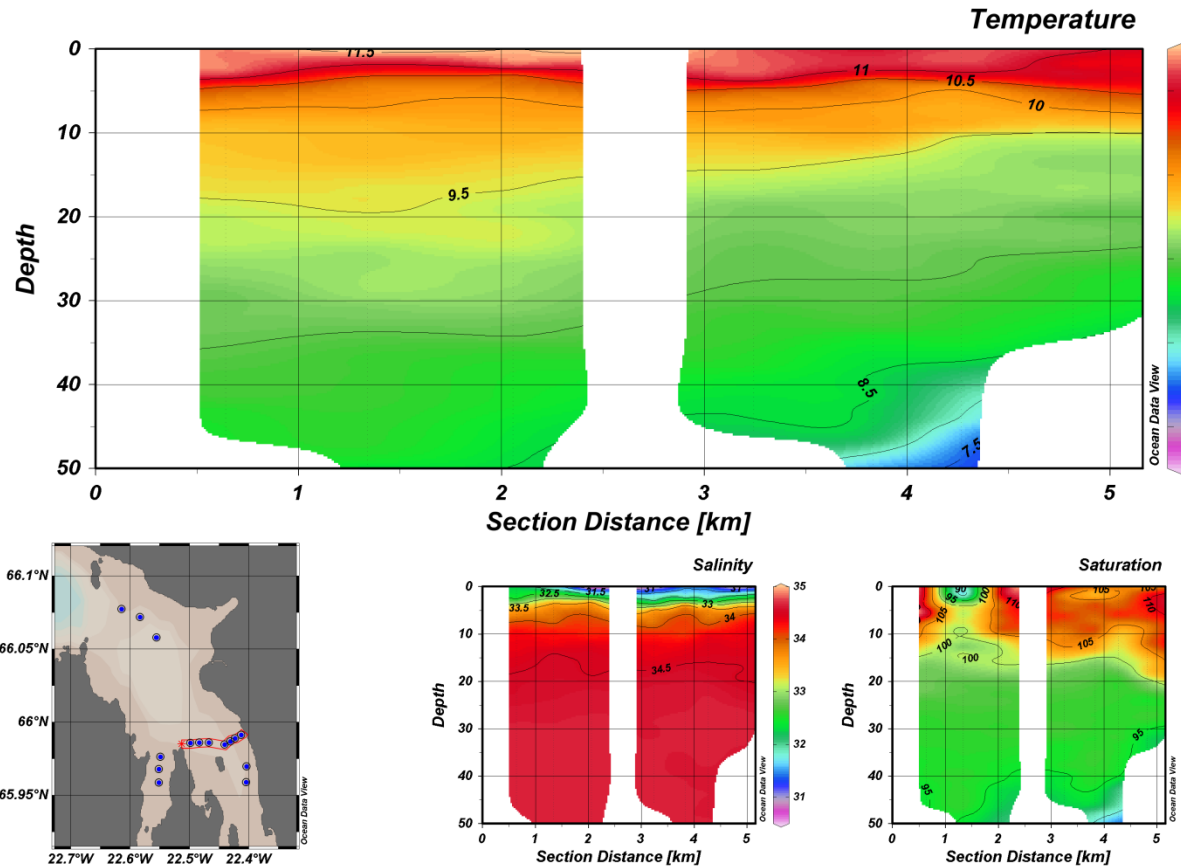 Temperature
0
10
20
30
40
50
Depth
11.5
11
10.5
10
9.5
8.5
7.5
0 1 2 3 4 5
Section Distance [km]
Ocean Data View
66.1°N
66.05°N
66°N
65.95°N
22.7°W 22.6°W 22.5°W 22.4°W
Ocean Data View
Salinity
0
10
20
30
40
50
Depth
32.5 31.5 31 31
33.5 33
34
34.5
35
34
33
32
31
0 1 2 3 4 5
Section Distance [km]
Ocean Data View
Saturation
0
10
20
30
40
50
Depth
90
95 95
100
105
110
105
105
110
100
100
105
100
95
95
0 1 2 3 4 5
Section Distance [km]
Ocean Data View